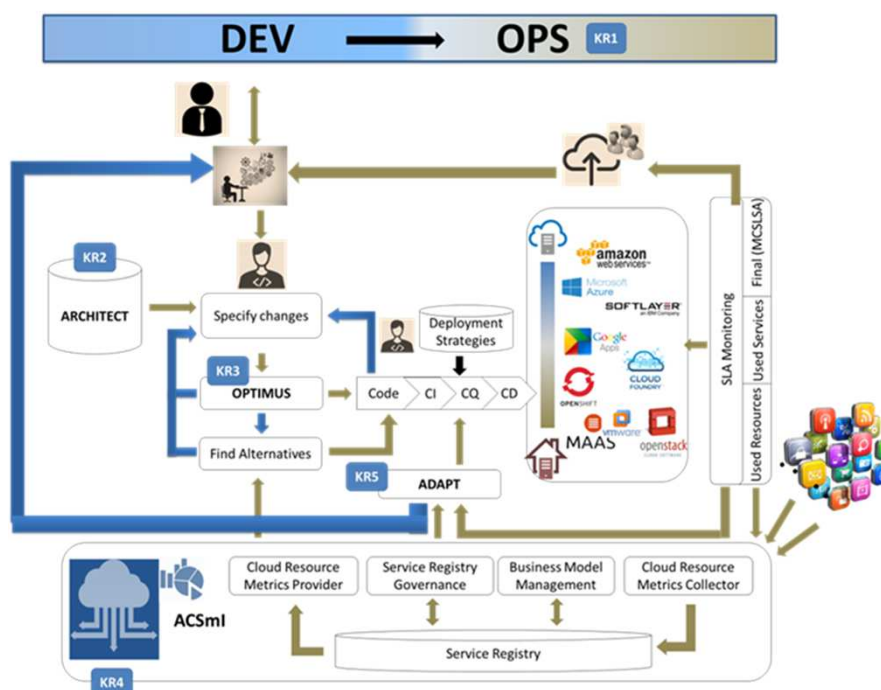 DEV
OPS
KR1
KR2
ARCHITECT
Specify changes
KR3
OPTIMUS
Find Alternatives
Deployment
Strategies
Code
CI
CQ
CD
KR5
ADAPT
amazon
web services™
Microsoft
Azure
SOFTLAYER
an IBM Company
Google
Apps
CLOUD
FOUNDRY
OPENSHIFT
MAAS
vmware
openstack
CLOUD SOFTWARE
SLA Monitoring
Final (MCSLSA)
Used Services
Used Resources
Cloud Resource
Metrics Provider
Service Registry
Governance
Business Model
Management
Cloud Resource
Metrics Collector
ACSmI
Service Registry
KR4